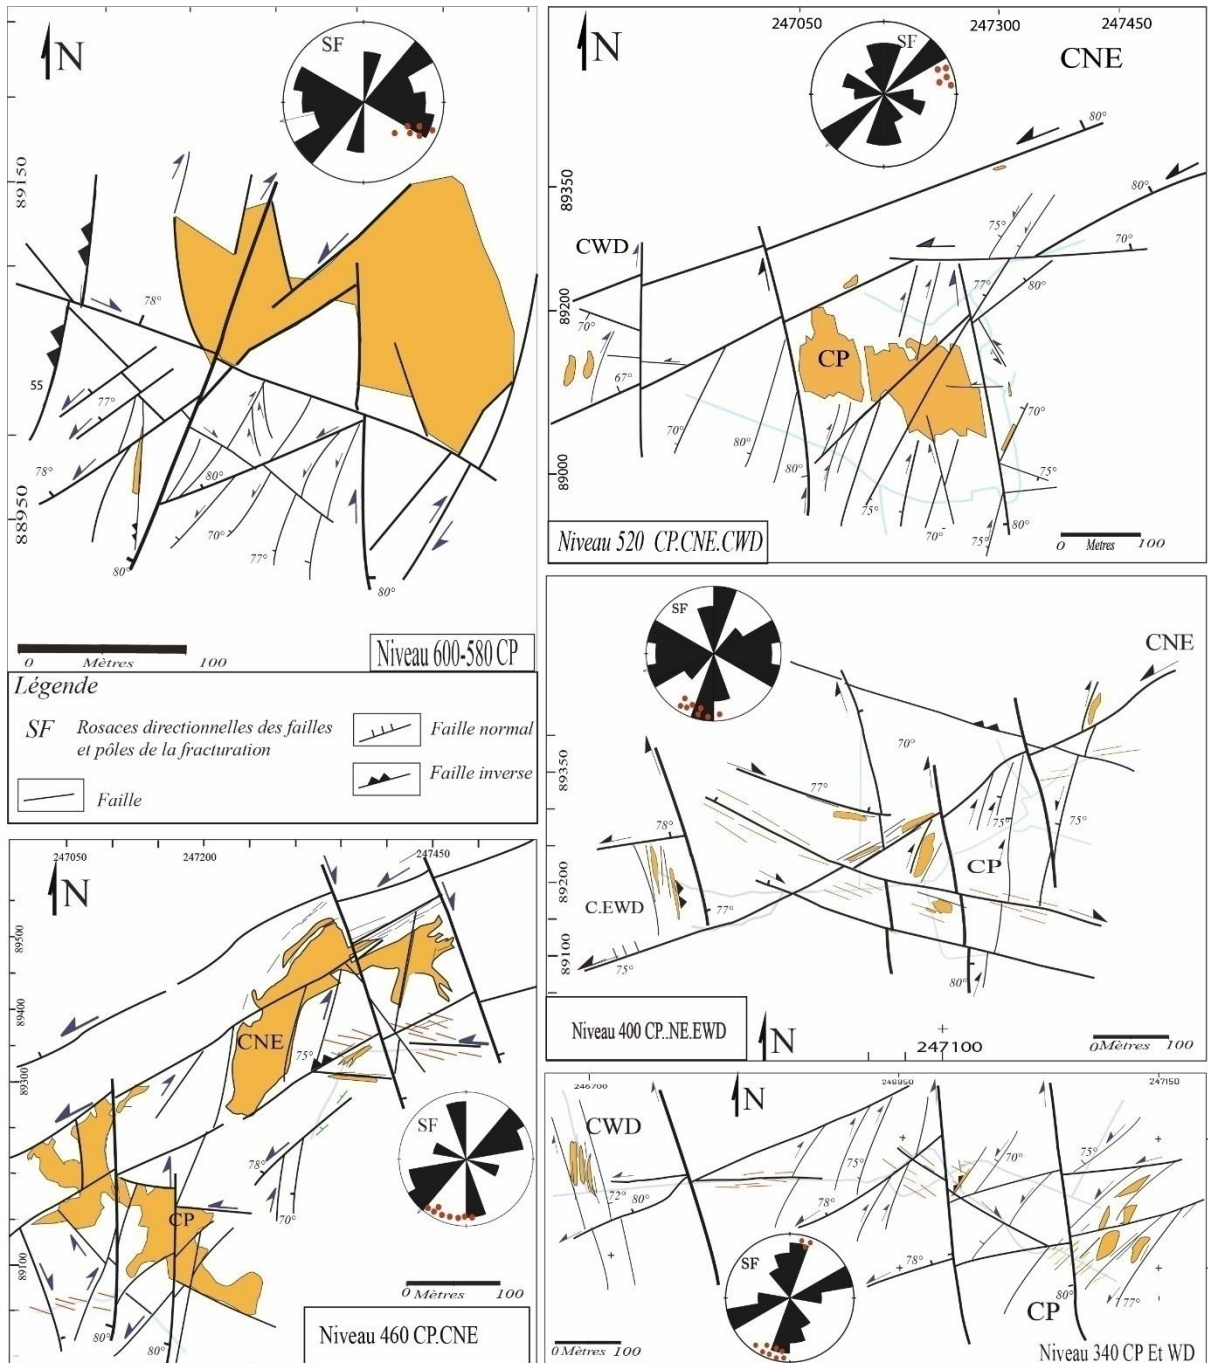 N
SF
89150
78°
55
77°
78°
80°
70°
77°
80°
80°
0 Mètres 100
Niveau 600-580 CP
247050 247300 247450
N
SF
CNE
80°
89350
80°
75°
70°
CWD
77°
80°
89200
70°
CP
67°
70°
70°
80°
89000
80°
75°
75°
70°
80°
Niveau 520 CP.CNE.CWD
0 Metres 100
Légende
SF Rosaces directionnelles des failles
et pôles de la fracturation
Faille normal
Faille inverse
Faille
SF
CNE
N
70°
89350
77°
75°
75°
78°
89200
CP
C.EWD
77°
89100
75°
80°
Niveau 400 CP..NE.EWD
N
0Mètres 100
247050 247200 247450
N
89500
89400
CNE
75°
89300
SF
78°
70°
CP
89100
0 Mètres 100
80°
80°
Niveau 460 CP.CNE
247100
246700 246950 247150
N
CWD
70°
75°
72°
80°
78°
78°
SF
80°
77°
CP
0 Mètres 100
Niveau 340 CP Et WD